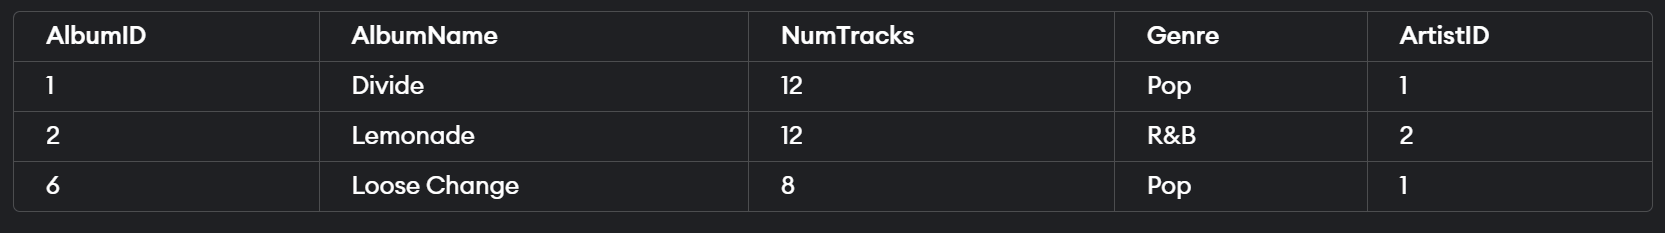 AlbumID AlbumName NumTracks Genre ArtistID
1 Divide 12 Pop 1
2 Lemonade 12 R&B 2
6 Loose Change 8 Pop 1